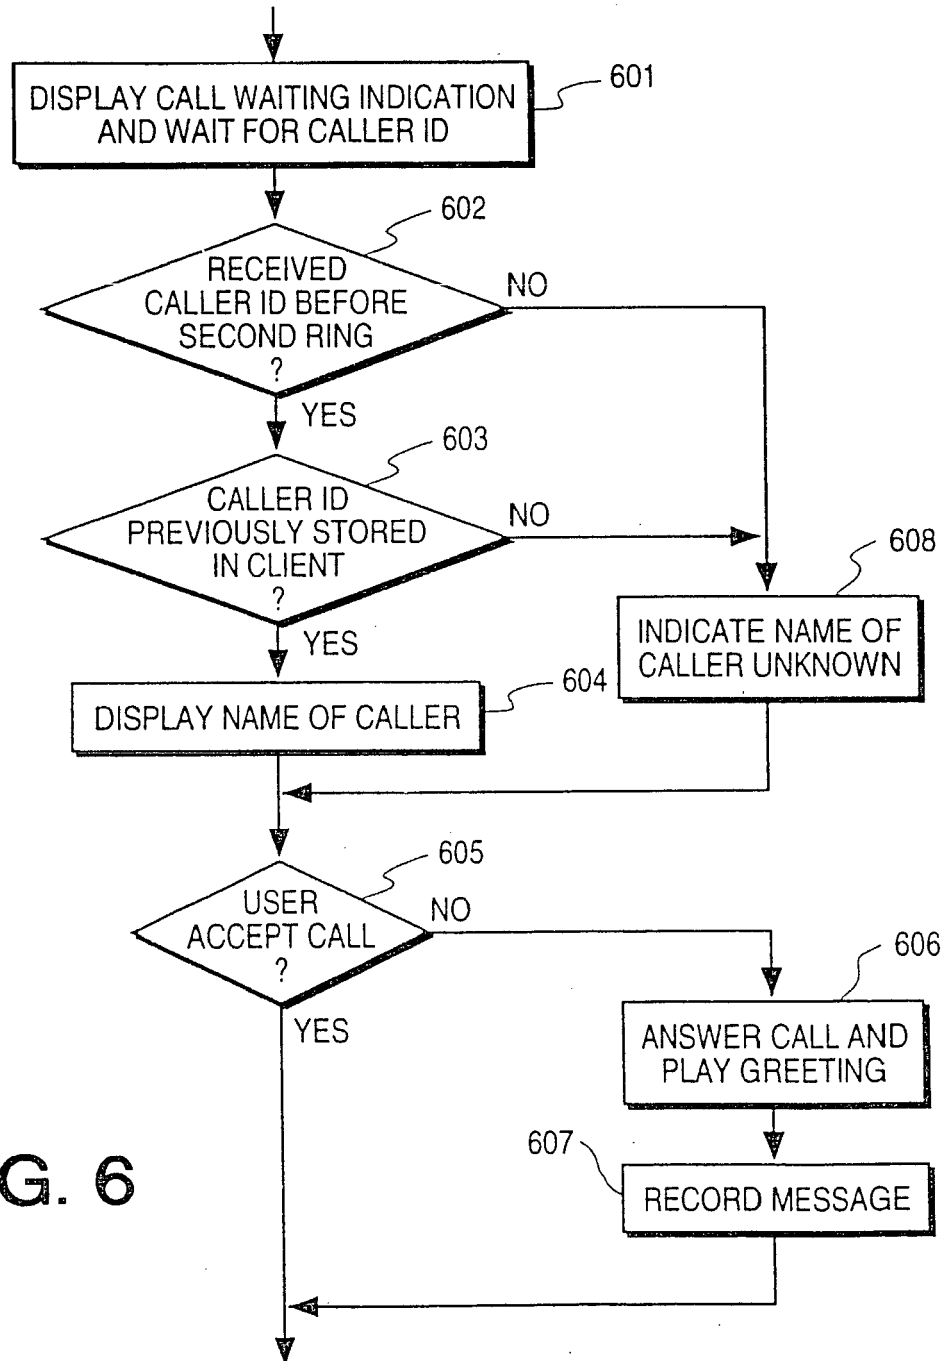 601
DISPLAY CALL WAITING INDICATION
AND WAIT FOR CALLER ID
602
RECEIVED
CALLER ID BEFORE
SECOND RING
?
NO
YES
603
CALLER ID
PREVIOUSLY STORED
IN CLIENT
?
NO
YES
608
INDICATE NAME OF
CALLER UNKNOWN
604
DISPLAY NAME OF CALLER
605
USER
ACCEPT CALL
?
NO
YES
606
ANSWER CALL AND
PLAY GREETING
607
RECORD MESSAGE
G. 6